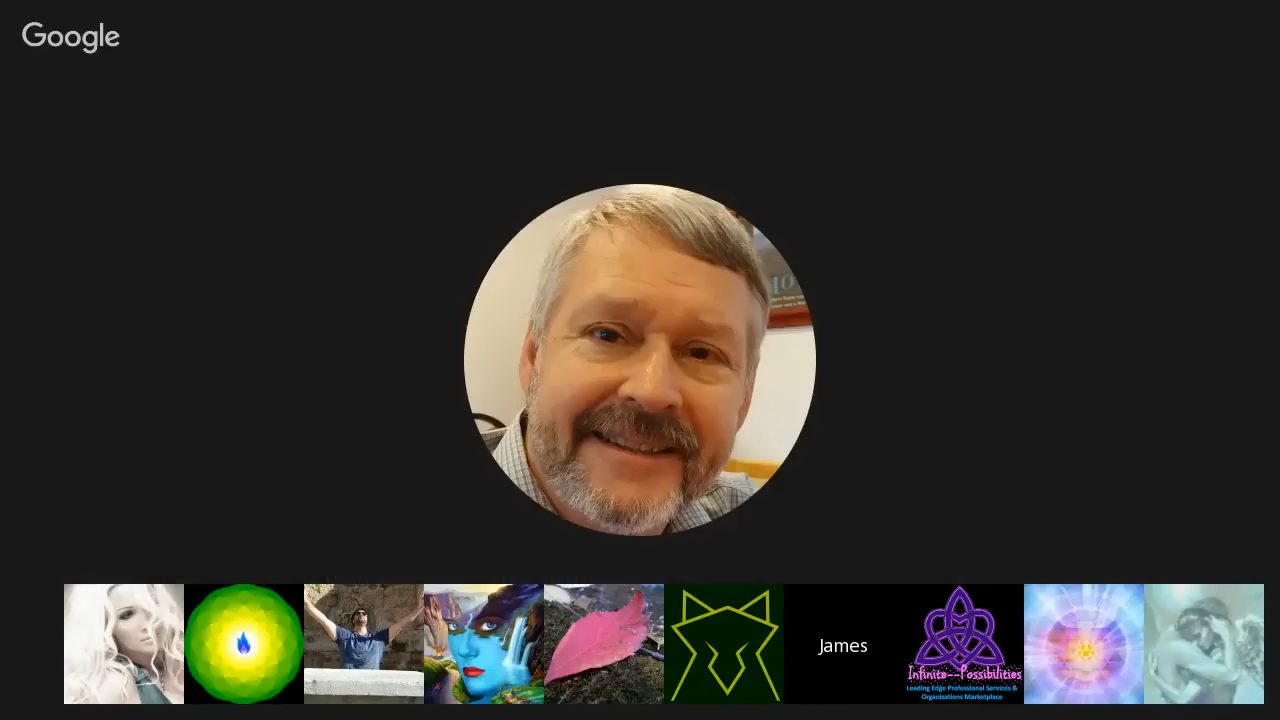 Google
James
Infinite--Possibilities
Leading Edge Professional Services &
Organizations Marketplace